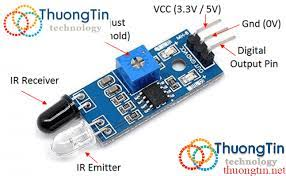 ThuongTin
technology
ust
old)
VCC (3.3V / 5V)
Gnd (0V)
Digital
Output Pin
IR Receiver
IR Emitter
ThuongTin
technology
thuongtin.net